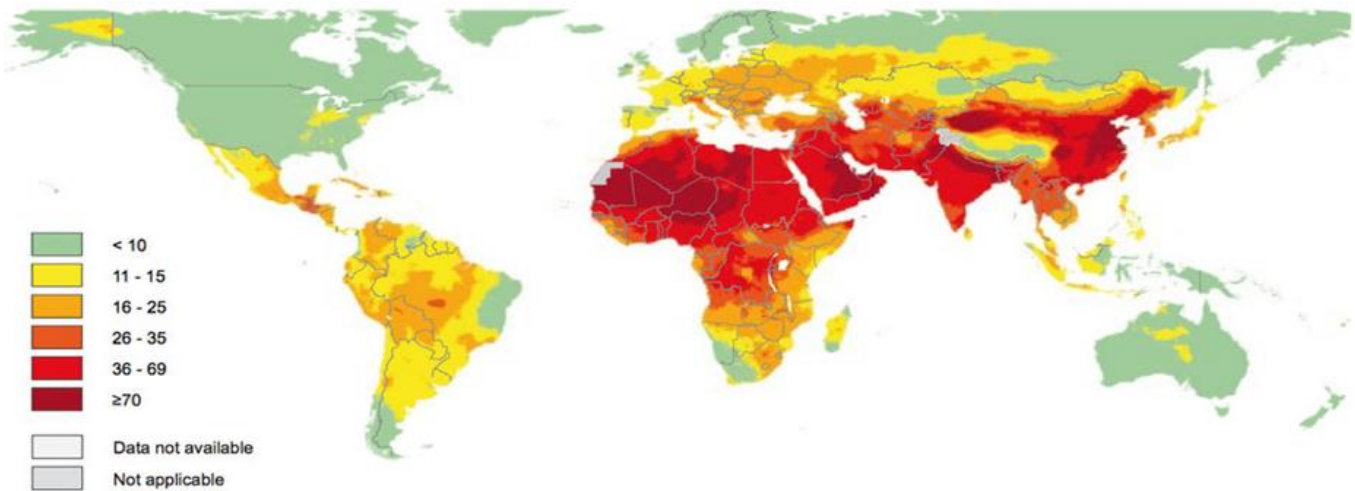 < 10
11 - 15
16 - 25
26 - 35
36 - 69
≥70
Data not available
Not applicable